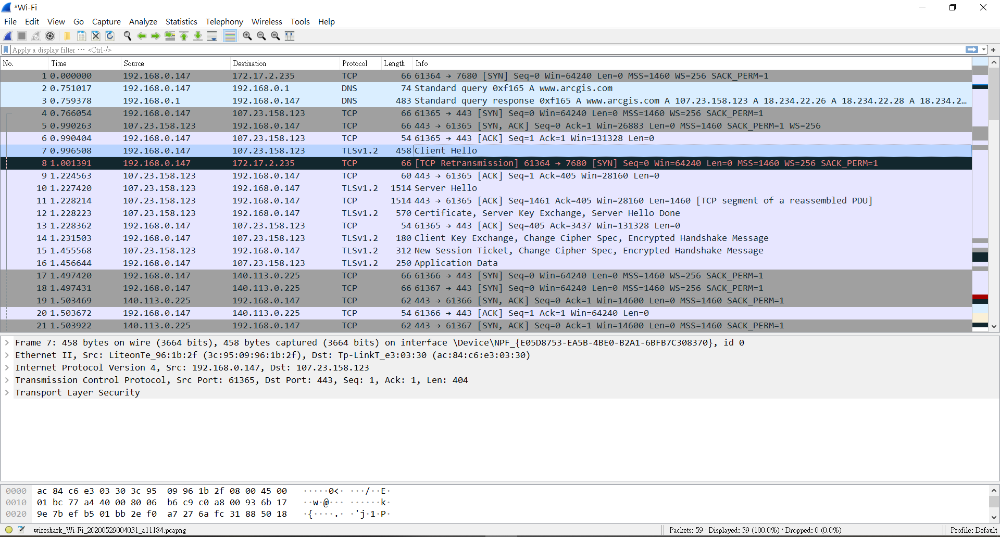 *Wi-Fi
File Edit View Go Capture Analyze Statistics Telephony Wireless Tools Help
Apply a display filter ⋯ <Ctrl-/>
No. Time Source Destination Protocol Length Info
1 0.000000 192.168.0.147 172.17.2.235 TCP 66 61364 → 7680 [SYN] Seq=0 Win=64240 Len=0 MSS=1460 WS=256 SACK_PERM=1
2 0.751017 192.168.0.147 192.168.0.1 DNS 74 Standard query 0xf165 A www.arcgis.com
3 0.759378 192.168.0.1 192.168.0.147 DNS 483 Standard query response 0xf165 A www.arcgis.com A 107.23.158.123 A 18.234.22.26 A 18.234.22.28 A 18.234.2…
4 0.766054 192.168.0.147 107.23.158.123 TCP 66 61365 → 443 [SYN] Seq=0 Win=64240 Len=0 MSS=1460 WS=256 SACK_PERM=1
5 0.990263 107.23.158.123 192.168.0.147 TCP 66 443 → 61365 [SYN, ACK] Seq=0 Ack=1 Win=26883 Len=0 MSS=1460 SACK_PERM=1 WS=256
6 0.990404 192.168.0.147 107.23.158.123 TCP 54 61365 → 443 [ACK] Seq=1 Ack=1 Win=131328 Len=0
7 0.996508 192.168.0.147 107.23.158.123 TLSv1.2 458 Client Hello
8 1.001391 192.168.0.147 172.17.2.235 TCP 66 [TCP Retransmission] 61364 → 7680 [SYN] Seq=0 Win=64240 Len=0 MSS=1460 WS=256 SACK_PERM=1
9 1.224563 107.23.158.123 192.168.0.147 TCP 60 443 → 61365 [ACK] Seq=1 Ack=405 Win=28160 Len=0
10 1.227420 107.23.158.123 192.168.0.147 TLSv1.2 1514 Server Hello
11 1.228214 107.23.158.123 192.168.0.147 TCP 1514 443 → 61365 [ACK] Seq=1461 Ack=405 Win=28160 Len=1460 [TCP segment of a reassembled PDU]
12 1.228223 107.23.158.123 192.168.0.147 TLSv1.2 570 Certificate, Server Key Exchange, Server Hello Done
13 1.228362 192.168.0.147 107.23.158.123 TCP 54 61365 → 443 [ACK] Seq=405 Ack=3437 Win=131328 Len=0
14 1.231503 192.168.0.147 107.23.158.123 TLSv1.2 180 Client Key Exchange, Change Cipher Spec, Encrypted Handshake Message
15 1.455568 107.23.158.123 192.168.0.147 TLSv1.2 312 New Session Ticket, Change Cipher Spec, Encrypted Handshake Message
16 1.456644 192.168.0.147 107.23.158.123 TLSv1.2 250 Application Data
17 1.497420 192.168.0.147 140.113.0.225 TCP 66 61366 → 443 [SYN] Seq=0 Win=64240 Len=0 MSS=1460 WS=256 SACK_PERM=1
18 1.497431 192.168.0.147 140.113.0.225 TCP 66 61367 → 443 [SYN] Seq=0 Win=64240 Len=0 MSS=1460 WS=256 SACK_PERM=1
19 1.503469 140.113.0.225 192.168.0.147 TCP 62 443 → 61366 [SYN, ACK] Seq=0 Ack=1 Win=14600 Len=0 MSS=1460 SACK_PERM=1
20 1.503672 192.168.0.147 140.113.0.225 TCP 54 61366 → 443 [ACK] Seq=1 Ack=1 Win=64240 Len=0
21 1.503922 140.113.0.225 192.168.0.147 TCP 62 443 → 61367 [SYN, ACK] Seq=0 Ack=1 Win=14600 Len=0 MSS=1460 SACK_PERM=1
Frame 7: 458 bytes on wire (3664 bits), 458 bytes captured (3664 bits) on interface \Device\NPF_{E05D8753-EA5B-4BE0-B2A1-6BFB7C308370}, id 0
Ethernet II, Src: LiteonTe_96:1b:2f (3c:95:09:96:1b:2f), Dst: Tp-LinkT_e3:03:30 (ac:84:c6:e3:03:30)
Internet Protocol Version 4, Src: 192.168.0.147, Dst: 107.23.158.123
Transmission Control Protocol, Src Port: 61365, Dst Port: 443, Seq: 1, Ack: 1, Len: 404
Transport Layer Security
0000 ac 84 c6 e3 03 30 3c 95 09 96 1b 2f 08 00 45 00 ·····0<· ···/··E·
0010 01 bc 77 a4 40 00 80 06 b6 c9 c0 a8 00 93 6b 17 ··w·@··· ······k·
0020 9e 7b ef b5 01 bb 2e f0 a7 27 6a fc 31 88 50 18 ·{····.· ·'j·1·P·
wireshark_Wi-Fi_20200529004031_a11184.pcapng Packets: 59 · Displayed: 59 (100.0%) · Dropped: 0 (0.0%) Profile: Default